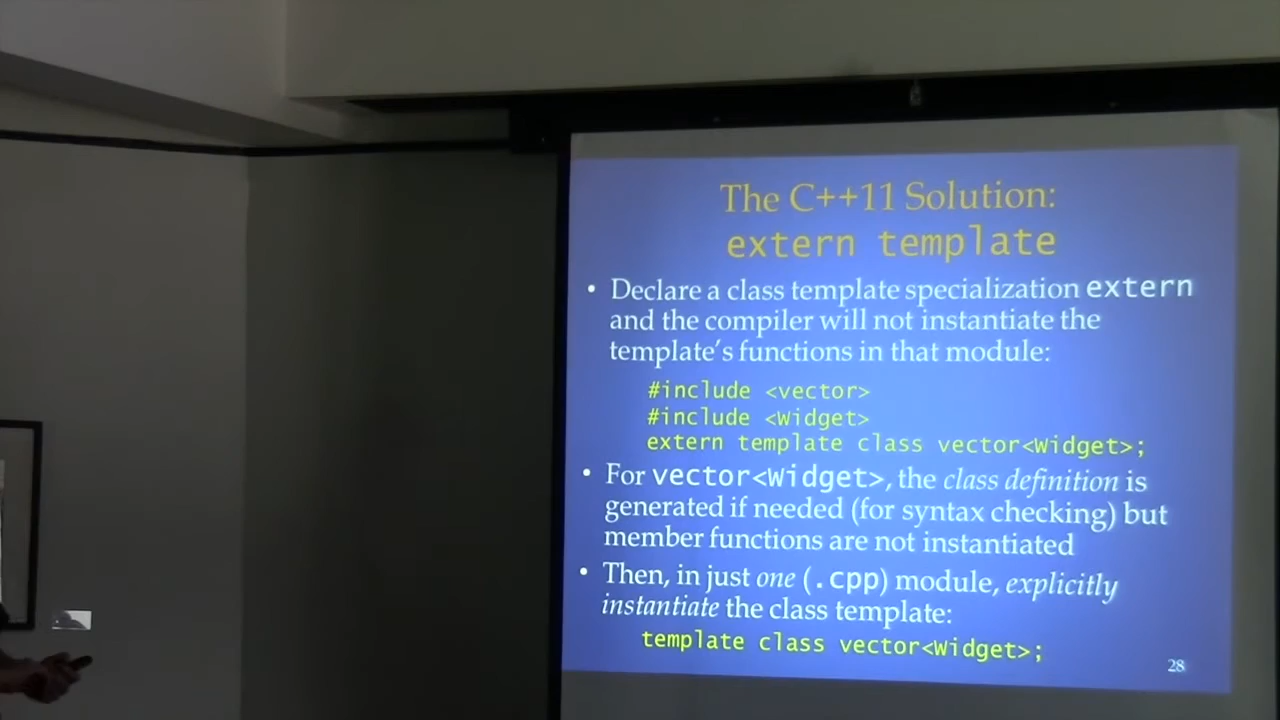 The C++11 Solution:
extern template
• Declare a class template specialization extern
and the compiler will not instantiate the
template's functions in that module:
#include <vector>
#include <Widget>
extern template class vector<Widget>;
• For vector<Widget>, the class definition is
generated if needed (for syntax checking) but
member functions are not instantiated
• Then, in just one (.cpp) module, explicitly
instantiate the class template:
template class vector<Widget>;
28